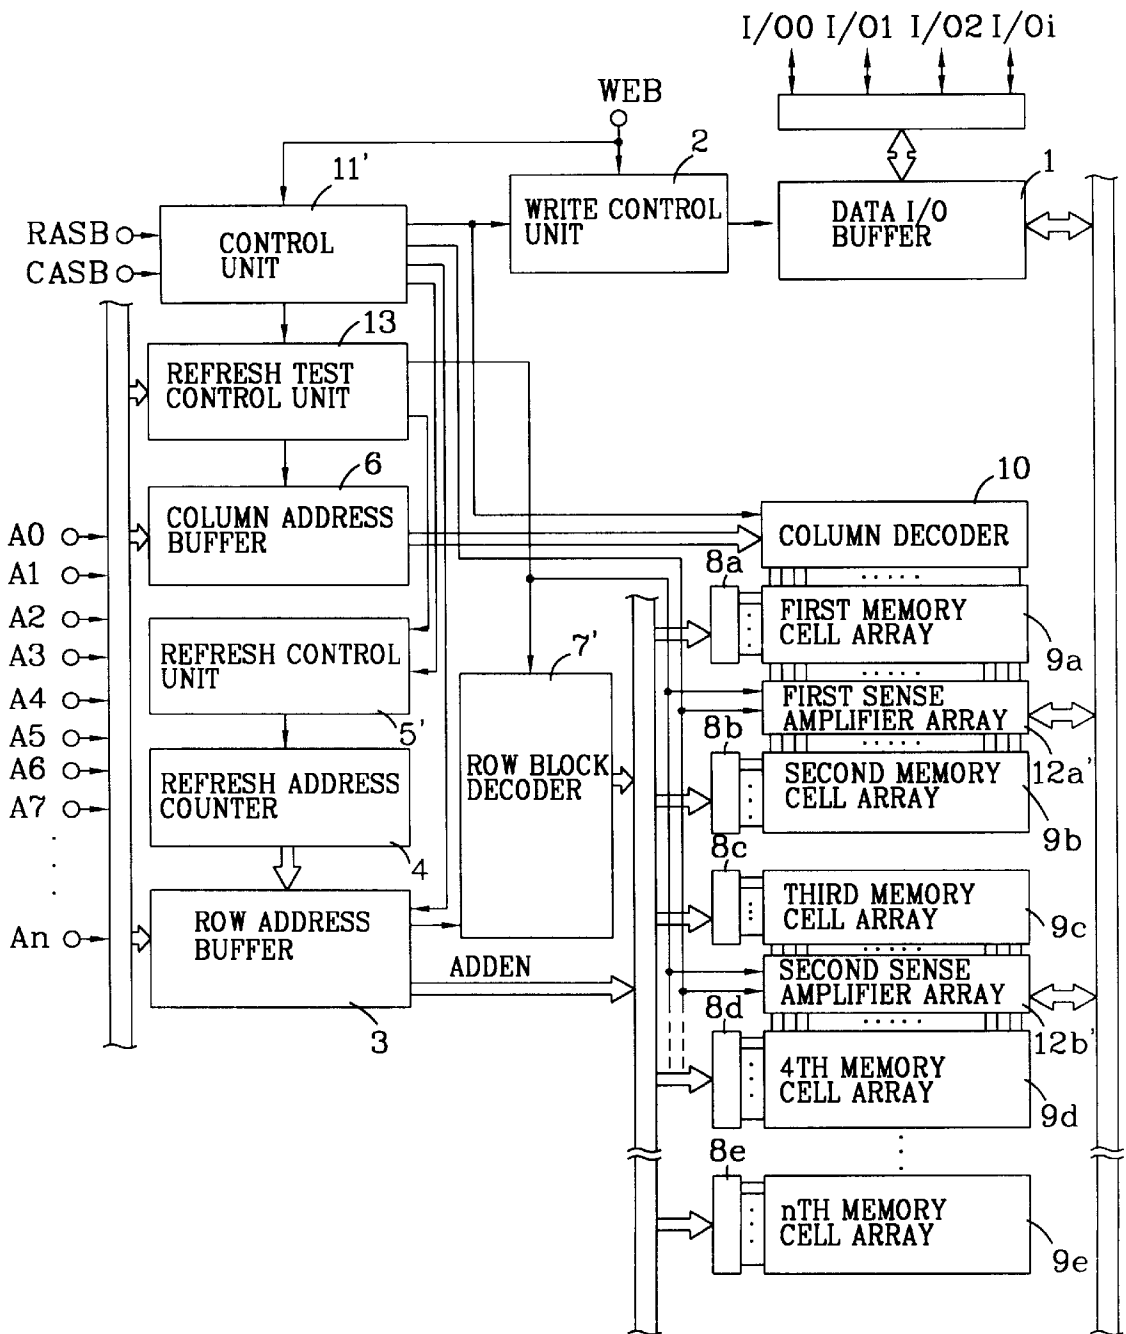 I/O0 I/O1 I/O2 I/Oi
WEB
2
1
11'
WRITE CONTROL
UNIT
DATA I/O
BUFFER
RASB
CASB
CONTROL
UNIT
13
REFRESH TEST
CONTROL UNIT
6
COLUMN ADDRESS
BUFFER
10
COLUMN DECODER
A0
A1
A2
A3
A4
A5
A6
A7
An
8a
FIRST MEMORY
CELL ARRAY
9a
REFRESH CONTROL
UNIT
5'
7'
ROW BLOCK
DECODER
FIRST SENSE
AMPLIFIER ARRAY
12a'
8b
SECOND MEMORY
CELL ARRAY
9b
REFRESH ADDRESS
COUNTER
4
8c
THIRD MEMORY
CELL ARRAY
9c
ROW ADDRESS
BUFFER
3
ADDEN
SECOND SENSE
AMPLIFIER ARRAY
12b'
8d
4TH MEMORY
CELL ARRAY
9d
8e
nTH MEMORY
CELL ARRAY
9e